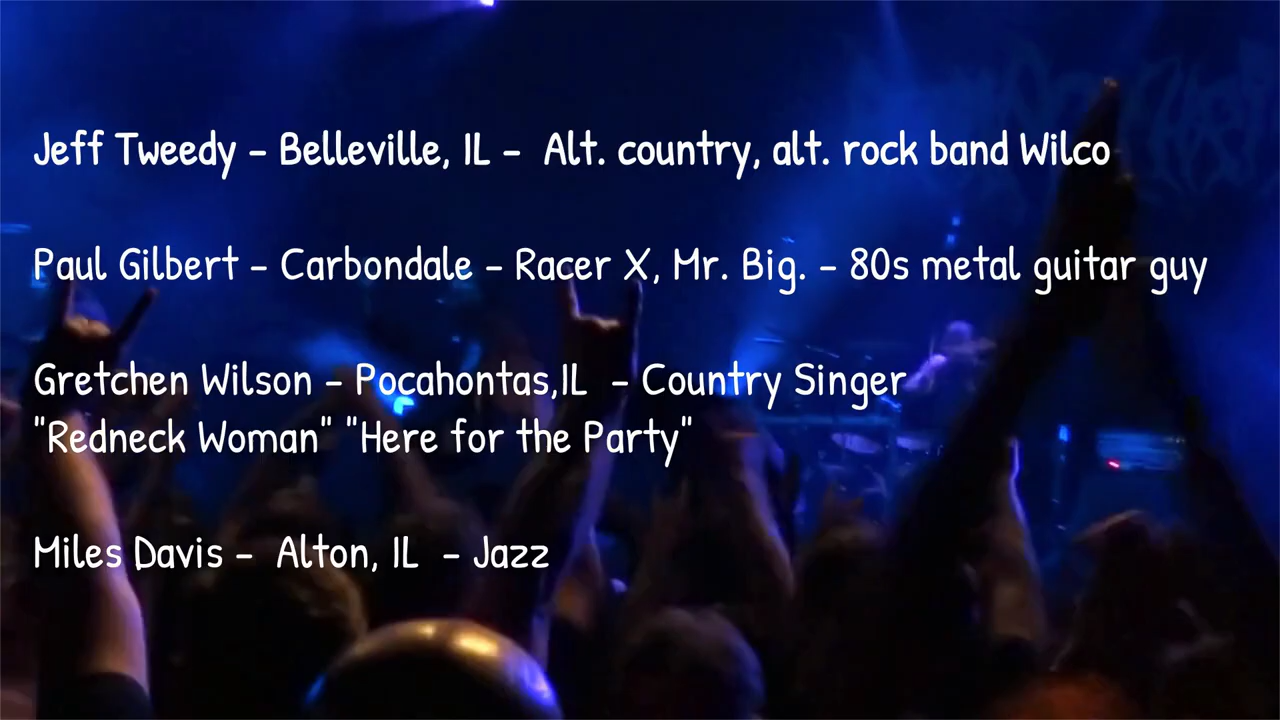 Jeff Tweedy - Belleville, IL - Alt. country, alt. rock band Wilco
Paul Gilbert - Carbondale - Racer X, Mr. Big. - 80s metal guitar guy
Gretchen Wilson - Pocahontas,IL - Country Singer
"Redneck Woman" "Here for the Party"
Miles Davis - Alton, IL - Jazz